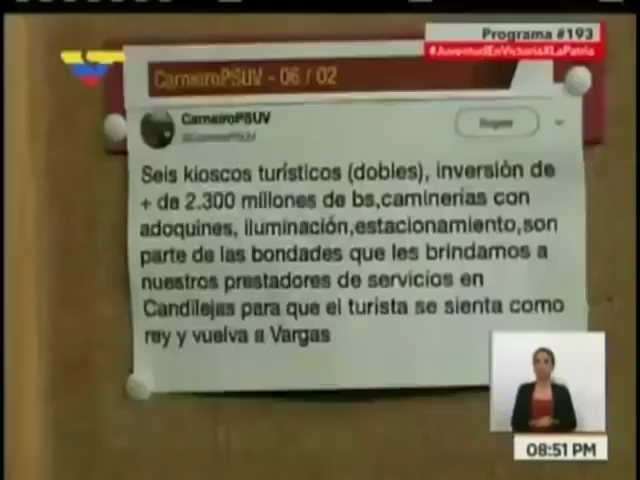 Programa #193
#JuventudEnVictoriaXLaPatria
CarneiroPSUV - 06 / 02
CarneiroPSUV
Seguir
Seis kioscos turísticos (dobles), inversión de
+ de 2.300 millones de bs,caminerias con
adoquines, iluminación,estacionamiento,son
parte de las bondades que les brindamos a
nuestros prestadores de servicios en
Candilejas para que el turista se sienta como
rey y vuelva a Vargas
08:51 PM